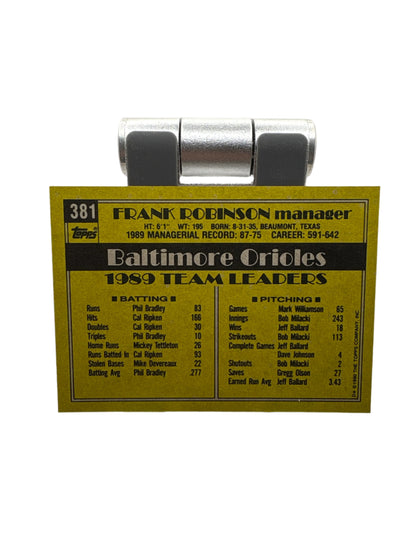 381
TOPPS
FRANK ROBINSON manager
HT: 6'1" WT: 195 BORN: 8-31-35, BEAUMONT, TEXAS
1989 MANAGERIAL RECORD: 87-75 CAREER: 591-642
Baltimore Orioles
1989 TEAM LEADERS
BATTING
Runs Phil Bradley 83
Hits Cal Ripken 166
Doubles Cal Ripken 30
Triples Phil Bradley 10
Home Runs Mickey Tettleton 26
Runs Batted In Cal Ripken 93
Stolen Bases Mike Devereaux 22
Batting Avg Phil Bradley .277
PITCHING
Games Mark Williamson 65
Innings Bob Milacki 243
Wins Jeff Ballard 18
Strikeouts Bob Milacki 113
Complete Games Jeff Ballard
Dave Johnson 4
Shutouts Bob Milacki 2
Saves Gregg Olson 27
Earned Run Avg Jeff Ballard 3.43
©1990 THE TOPPS COMPANY, INC.